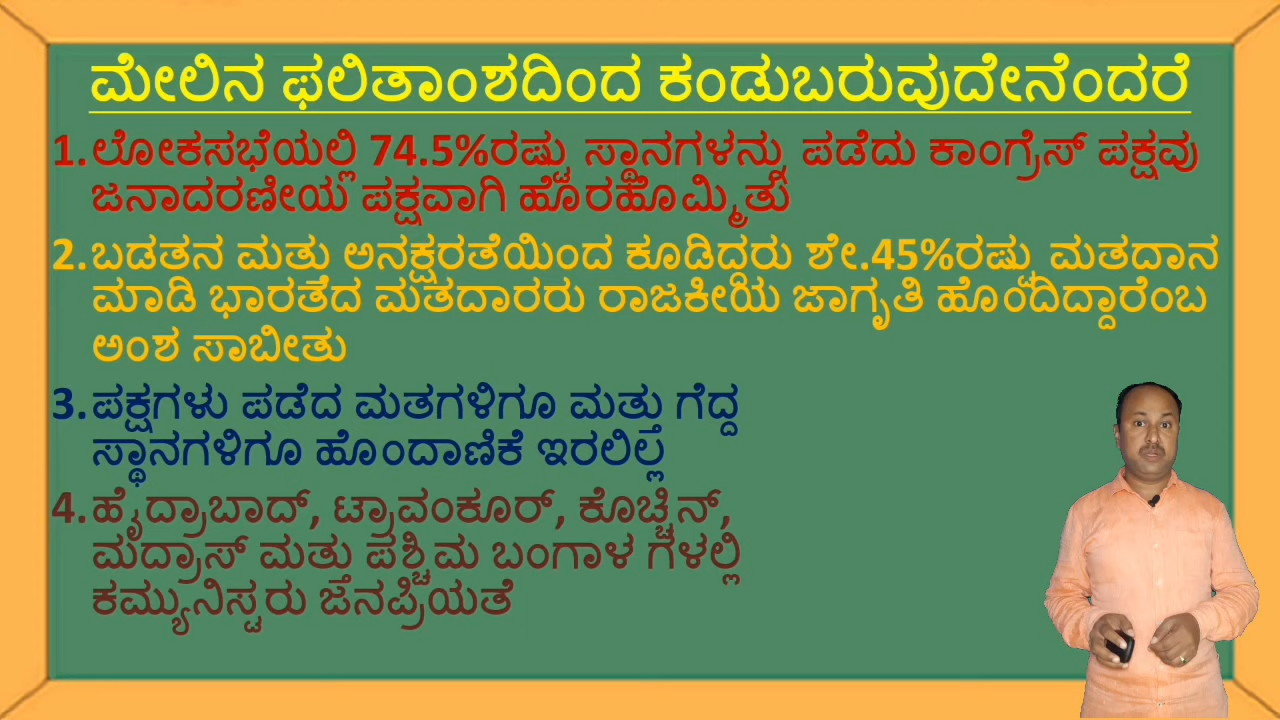 ಮೇಲಿನ ಫಲಿತಾಂಶದಿಂದ ಕಂಡುಬರುವುದೇನೆಂದರೆ
1. ಲೋಕಸಭೆಯಲ್ಲಿ 74.5%ರಷ್ಟು ಸ್ಥಾನಗಳನ್ನು ಪಡೆದು ಕಾಂಗ್ರೆಸ್ ಪಕ್ಷವು
ಜನಾದರಣೀಯ ಪಕ್ಷವಾಗಿ ಹೊರಹೊಮ್ಮಿತು
2. ಬಡತನ ಮತ್ತು ಅನಕ್ಷರತೆಯಿಂದ ಕೂಡಿದ್ದರು ಶೇ.45%ರಷ್ಟು ಮತದಾನ
ಮಾಡಿ ಭಾರತದ ಮತದಾರರು ರಾಜಕೀಯ ಜಾಗೃತಿ ಹೊಂದಿದ್ದಾರೆಂಬ
ಅಂಶ ಸಾಬೀತು
3. ಪಕ್ಷಗಳು ಪಡೆದ ಮತಗಳಿಗೂ ಮತ್ತು ಗೆದ್ದ
ಸ್ಥಾನಗಳಿಗೂ ಹೊಂದಾಣಿಕೆ ಇರಲಿಲ್ಲ
4. ಹೈದ್ರಾಬಾದ್, ಟ್ರಾವಂಕೂರ್, ಕೊಚ್ಚಿನ್,
ಮದ್ರಾಸ್ ಮತ್ತು ಪಶ್ಚಿಮ ಬಂಗಾಳ ಗಳಲ್ಲಿ
ಕಮ್ಯುನಿಸ್ಟರು ಜನಪ್ರಿಯತೆ